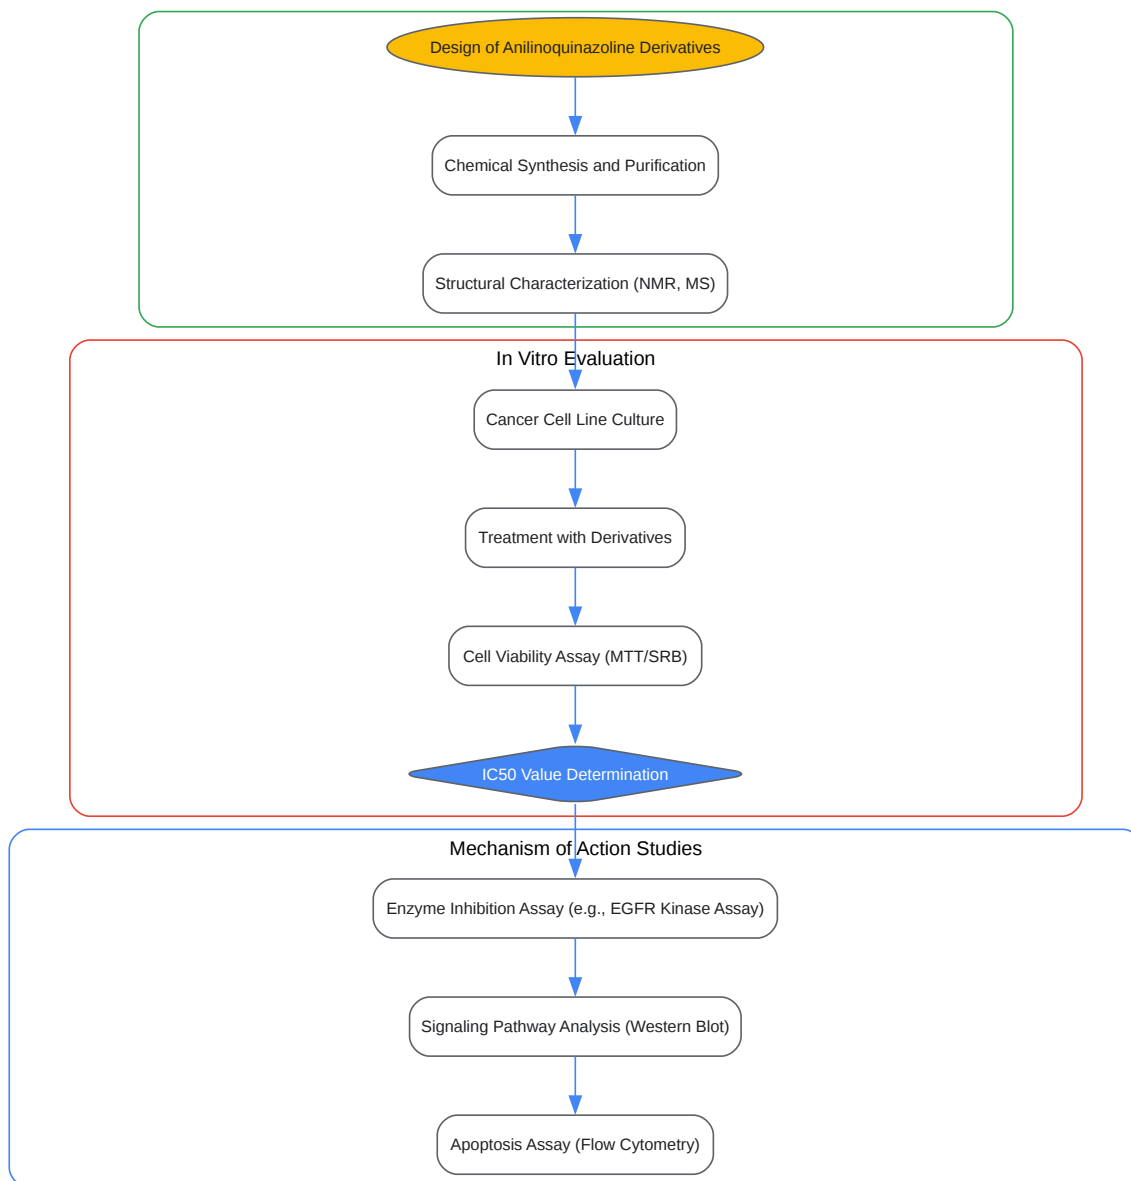 Design of Anilinoquinazoline Derivatives
Chemical Synthesis and Purification
Structural Characterization (NMR, MS)
In Vitro Evaluation
Cancer Cell Line Culture
Treatment with Derivatives
Cell Viability Assay (MTT/SRB)
IC50 Value Determination
Mechanism of Action Studies
Enzyme Inhibition Assay (e.g., EGFR Kinase Assay)
Signaling Pathway Analysis (Western Blot)
Apoptosis Assay (Flow Cytometry)